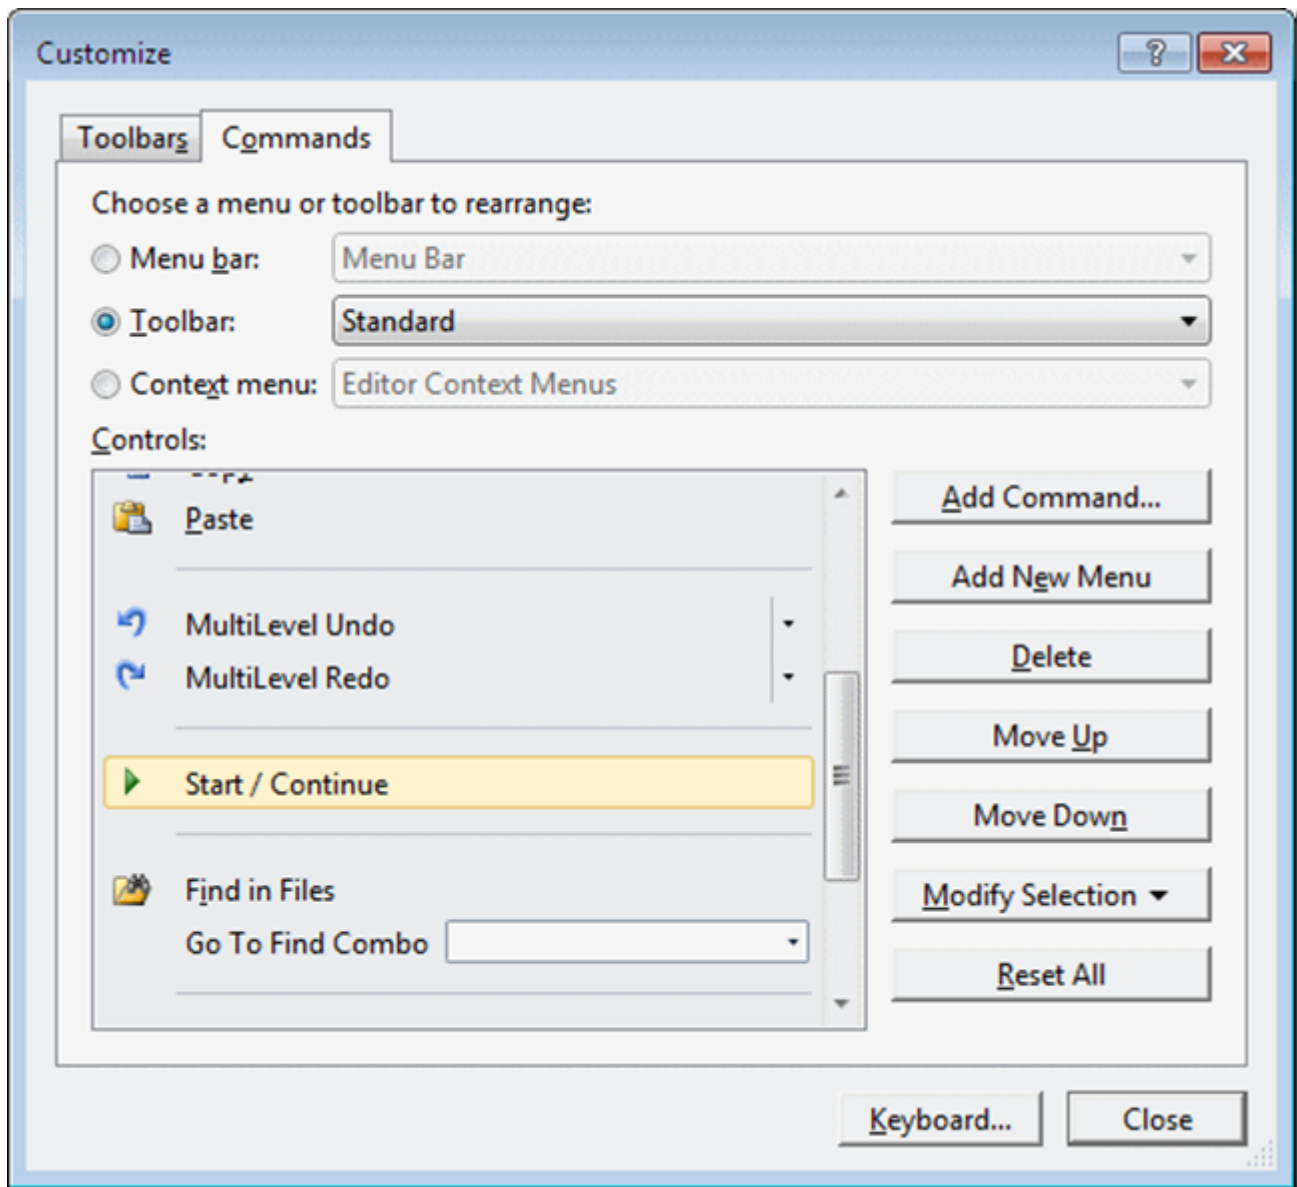 Customize
Toolbars
Commands
Choose a menu or toolbar to rearrange:
Menu bar:
Menu Bar
Toolbar:
Standard
Context menu:
Editor Context Menus
Controls:
Paste
MultiLevel Undo
MultiLevel Redo
Start / Continue
Find in Files
Go To Find Combo
Add Command...
Add New Menu
Delete
Move Up
Move Down
Modify Selection
Reset All
Keyboard...
Close